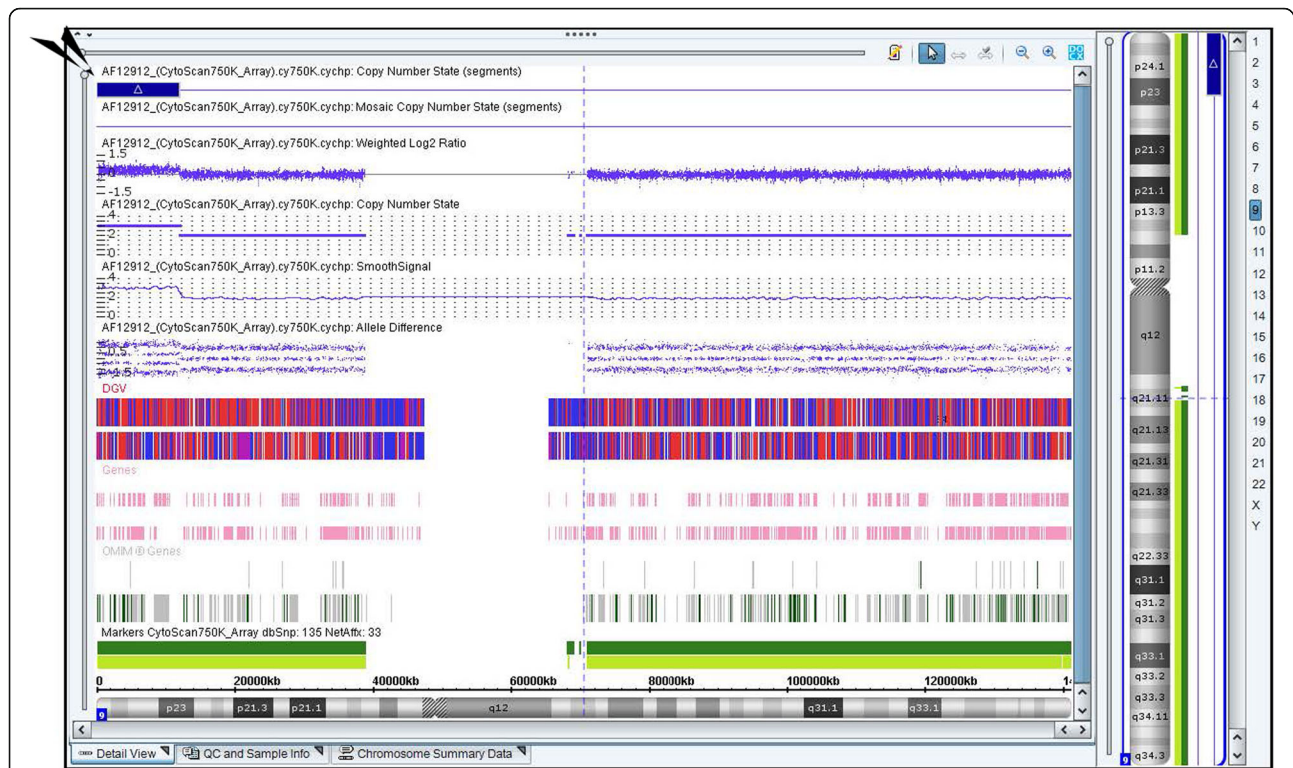 AF12912_(CytoScan750K_Array).cy750K.cychp: Copy Number State (segments)
AF12912_(CytoScan750K_Array).cy750K.cychp: Mosaic Copy Number State (segments)
AF12912_(CytoScan750K_Array).cy750K.cychp: Weighted Log2 Ratio
1.5
-1.5
AF12912_(CytoScan750K_Array).cy750K.cychp: Copy Number State
4
2
0
AF12912_(CytoScan750K_Array).cy750K.cychp: SmoothSignal
4
2
0
AF12912_(CytoScan750K_Array).cy750K.cychp: Allele Difference
0.5
-1.5
DGV
Genes
OMIM ® Genes
Markers CytoScan750K_Array dbSnp: 135 NetAffx: 33
0 20000kb 40000kb 60000kb 80000kb 100000kb 120000kb 14
9 p23 p21.3 p21.1 q12 q31.1 q33.1
Detail View QC and Sample Info Chromosome Summary Data
p24.1
p23
p21.3
p21.1
p13.3
p11.2
q12
q21.11
q21.13
q21.31
q21.33
q22.33
q31.1
q31.2
q31.3
q33.1
q33.2
q33.3
q34.11
q34.3
9
1
2
3
4
5
6
7
8
9
10
11
12
13
14
15
16
17
18
19
20
21
22
X
Y